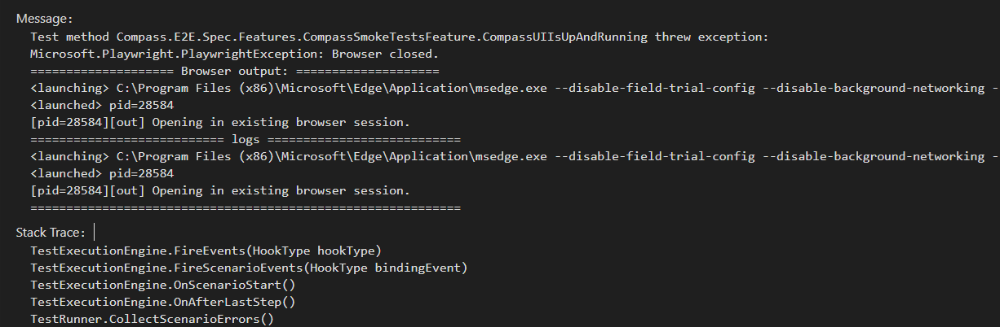 Message:
Test method Compass.E2E.Spec.Features.CompassSmokeTestsFeature.CompassUIIsUpAndRunning threw exception:
Microsoft.Playwright.PlaywrightException: Browser closed.
==================== Browser output: ====================
<launching> C:\Program Files (x86)\Microsoft\Edge\Application\msedge.exe --disable-field-trial-config --disable-background-networking -
<launched> pid=28584
[pid=28584][out] Opening in existing browser session.
=========================== logs ===========================
<launching> C:\Program Files (x86)\Microsoft\Edge\Application\msedge.exe --disable-field-trial-config --disable-background-networking -
<launched> pid=28584
[pid=28584][out] Opening in existing browser session.
============================================================
Stack Trace:
TestExecutionEngine.FireEvents(HookType hookType)
TestExecutionEngine.FireScenarioEvents(HookType bindingEvent)
TestExecutionEngine.OnScenarioStart()
TestExecutionEngine.OnAfterLastStep()
TestRunner.CollectScenarioErrors()